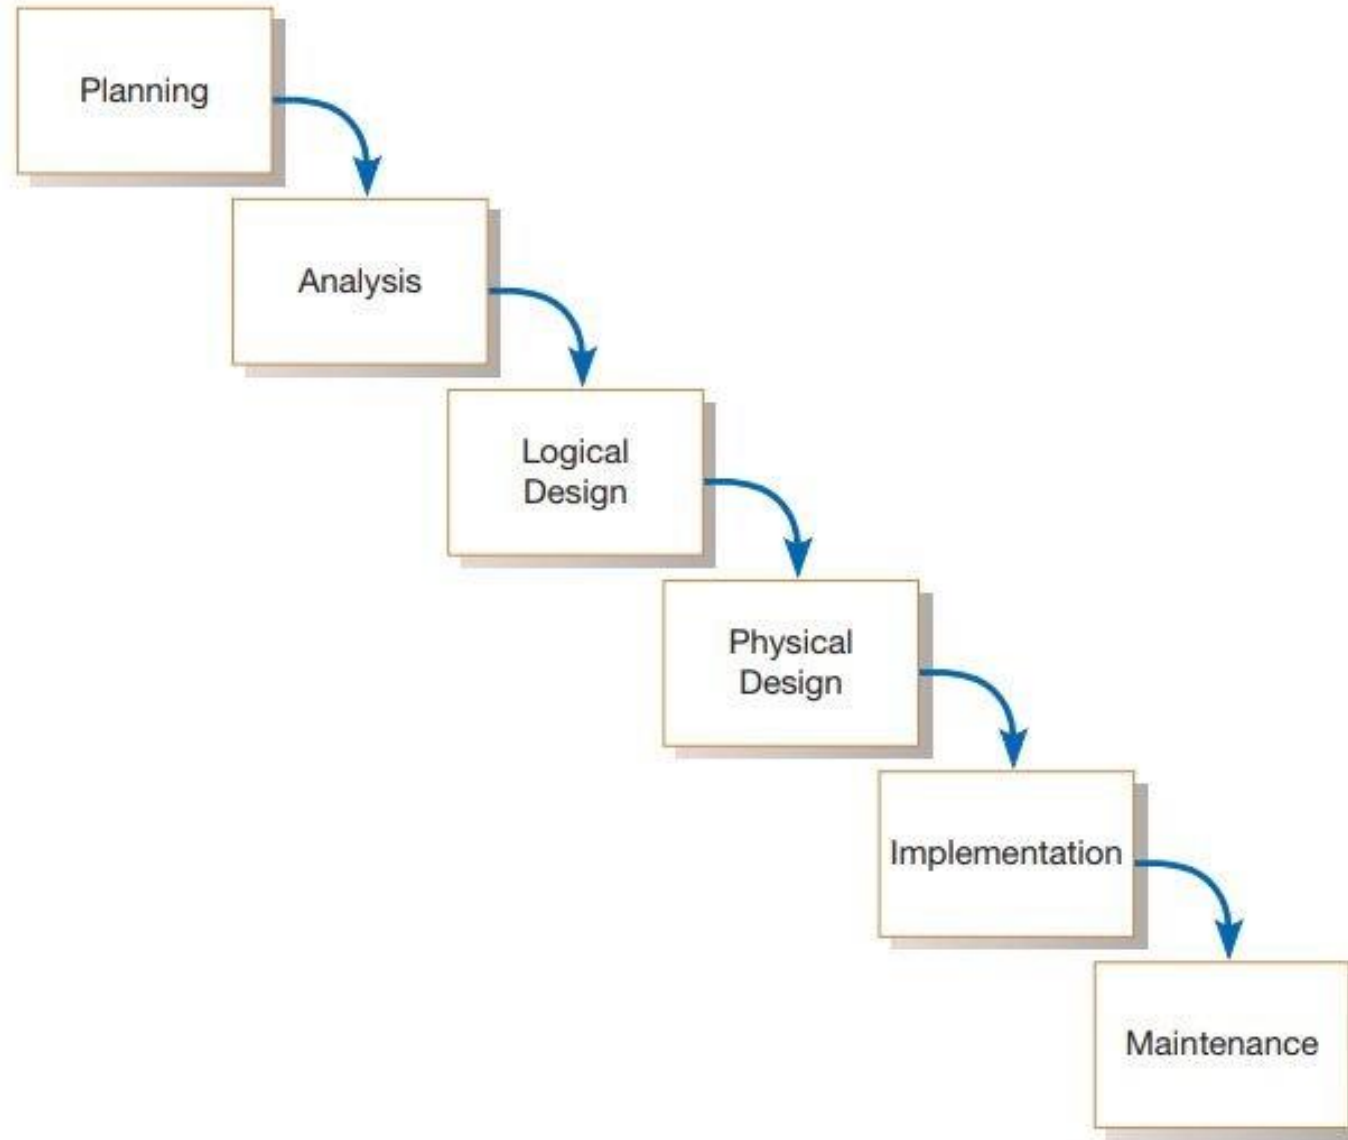 Planning
Analysis
Logical
Design
Physical
Design
Implementation
Maintenance